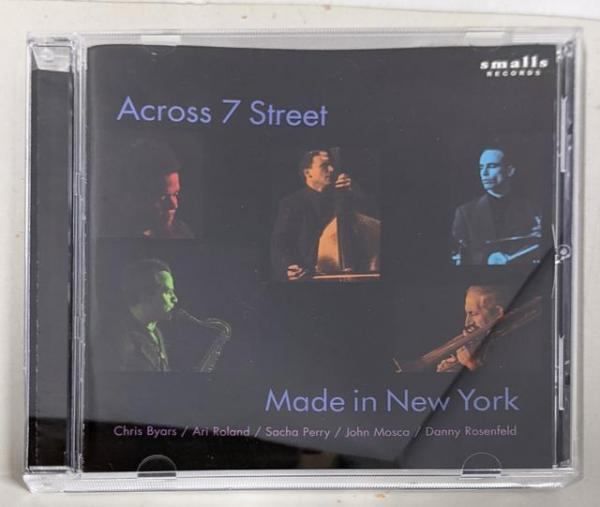 smalls
RECORDS
Across 7 Street
Made in New York
Chris Byars / Ari Roland / Sacha Perry / John Mosca / Danny Rosenfeld